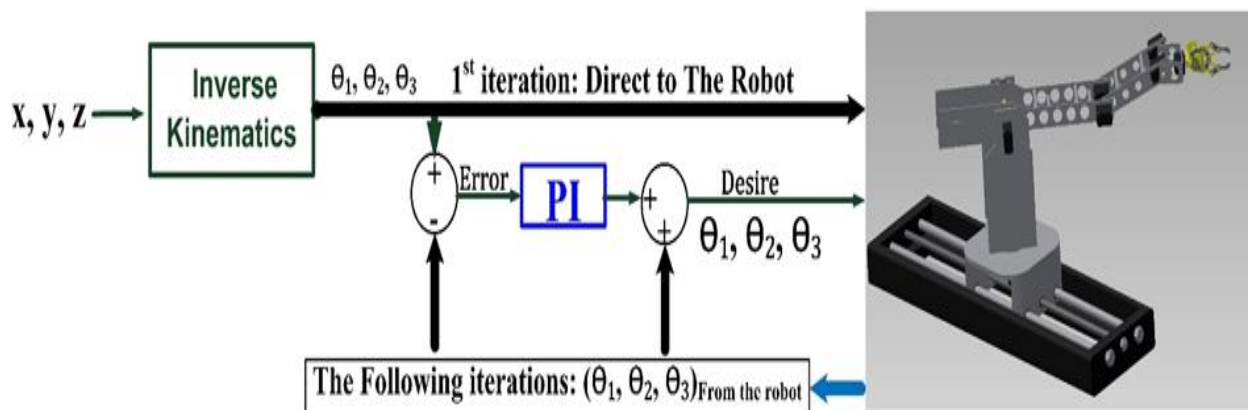 θ₁, θ₂, θ₃
1st iteration: Direct to The Robot
x, y, z
Inverse
Kinematics
+
Error
PI
+
Desire
-
+
θ₁, θ₂, θ₃
The Following iterations: (θ₁, θ₂, θ₃)From the robot